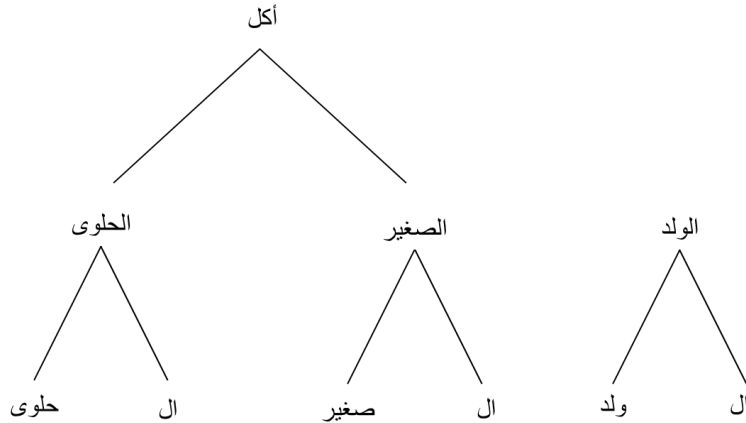 أكل
الولد الصغير الحلوى
ال ولد ال صغير ال حلوى